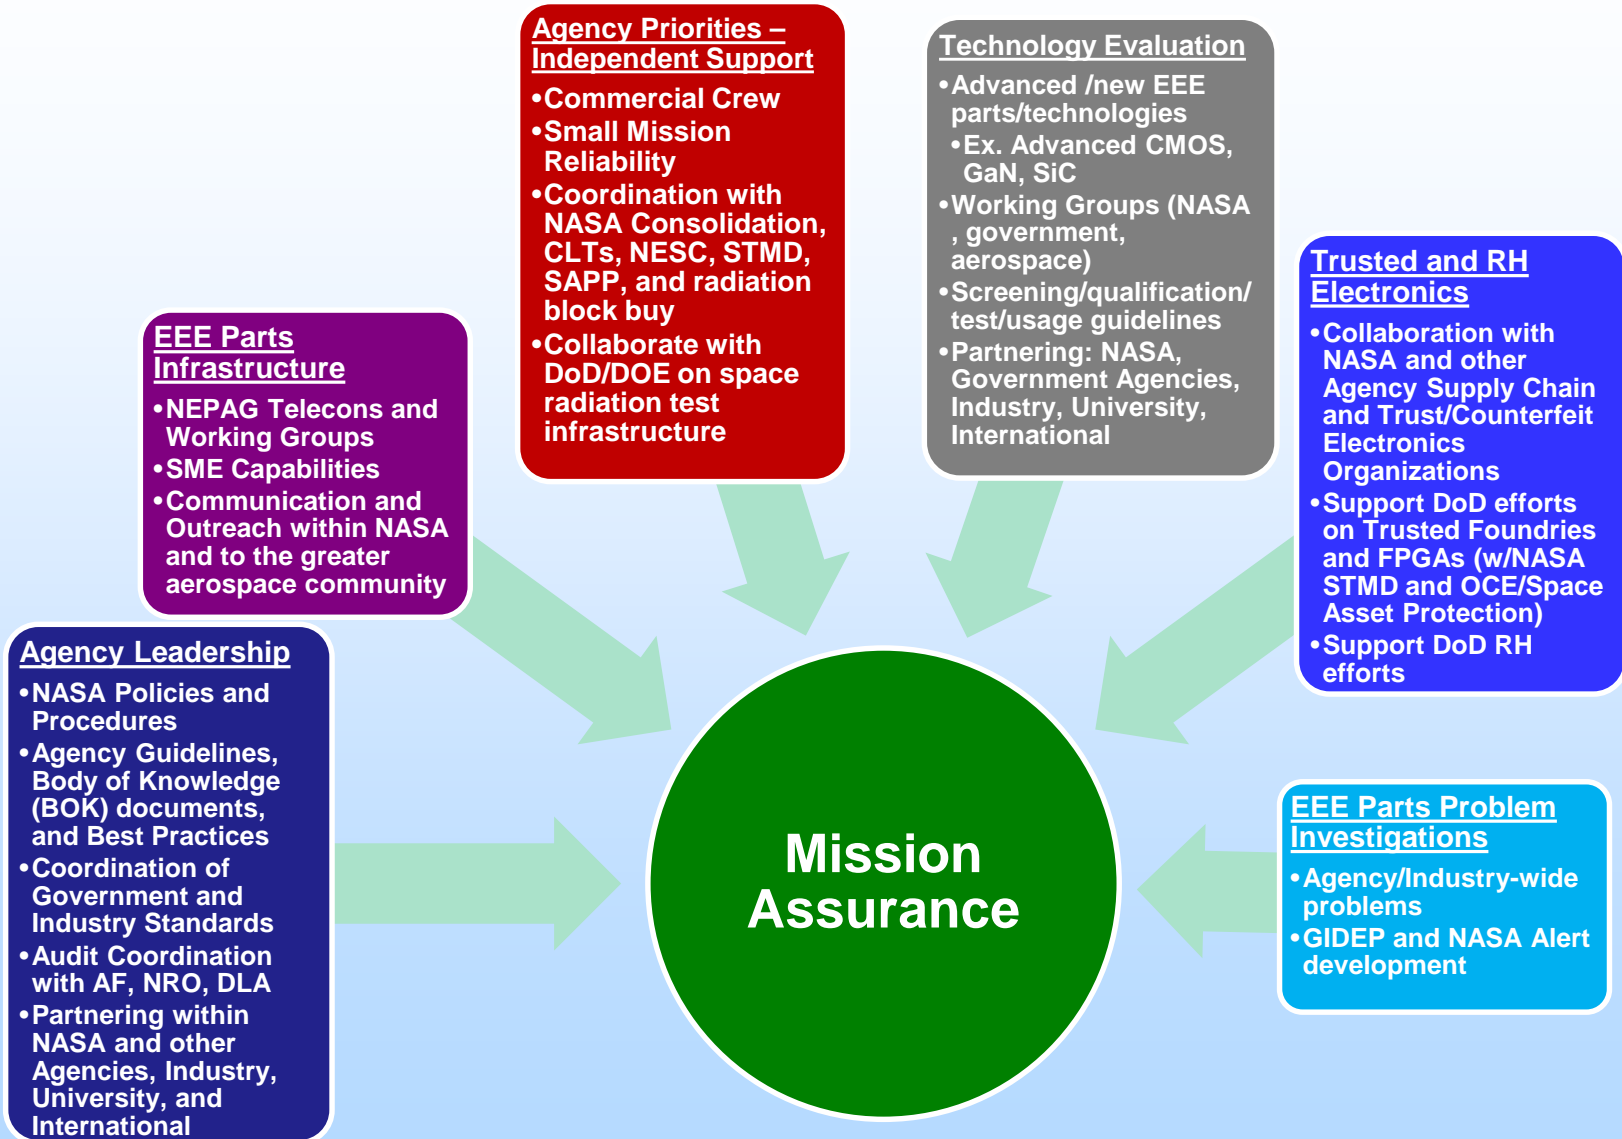 Agency Priorities –
Independent Support
•Commercial Crew
•Small Mission
Reliability
•Coordination with
NASA Consolidation,
CLTs, NESC, STMD,
SAPP, and radiation
block buy
•Collaborate with
DoD/DOE on space
radiation test
infrastructure
Technology Evaluation
•Advanced /new EEE
parts/technologies
•Ex. Advanced CMOS,
GaN, SiC
•Working Groups (NASA
, government,
aerospace)
•Screening/qualification/
test/usage guidelines
•Partnering: NASA,
Government Agencies,
Industry, University,
International
Trusted and RH
Electronics
•Collaboration with
NASA and other
Agency Supply Chain
and Trust/Counterfeit
Electronics
Organizations
•Support DoD efforts
on Trusted Foundries
and FPGAs (w/NASA
STMD and OCE/Space
Asset Protection)
•Support DoD RH
efforts
EEE Parts
Infrastructure
•NEPAG Telecons and
Working Groups
•SME Capabilities
•Communication and
Outreach within NASA
and to the greater
aerospace community
Agency Leadership
•NASA Policies and
Procedures
•Agency Guidelines,
Body of Knowledge
(BOK) documents,
and Best Practices
•Coordination of
Government and
Industry Standards
•Audit Coordination
with AF, NRO, DLA
•Partnering within
NASA and other
Agencies, Industry,
University, and
International
Mission
Assurance
EEE Parts Problem
Investigations
•Agency/Industry-wide
problems
•GIDEP and NASA Alert
development